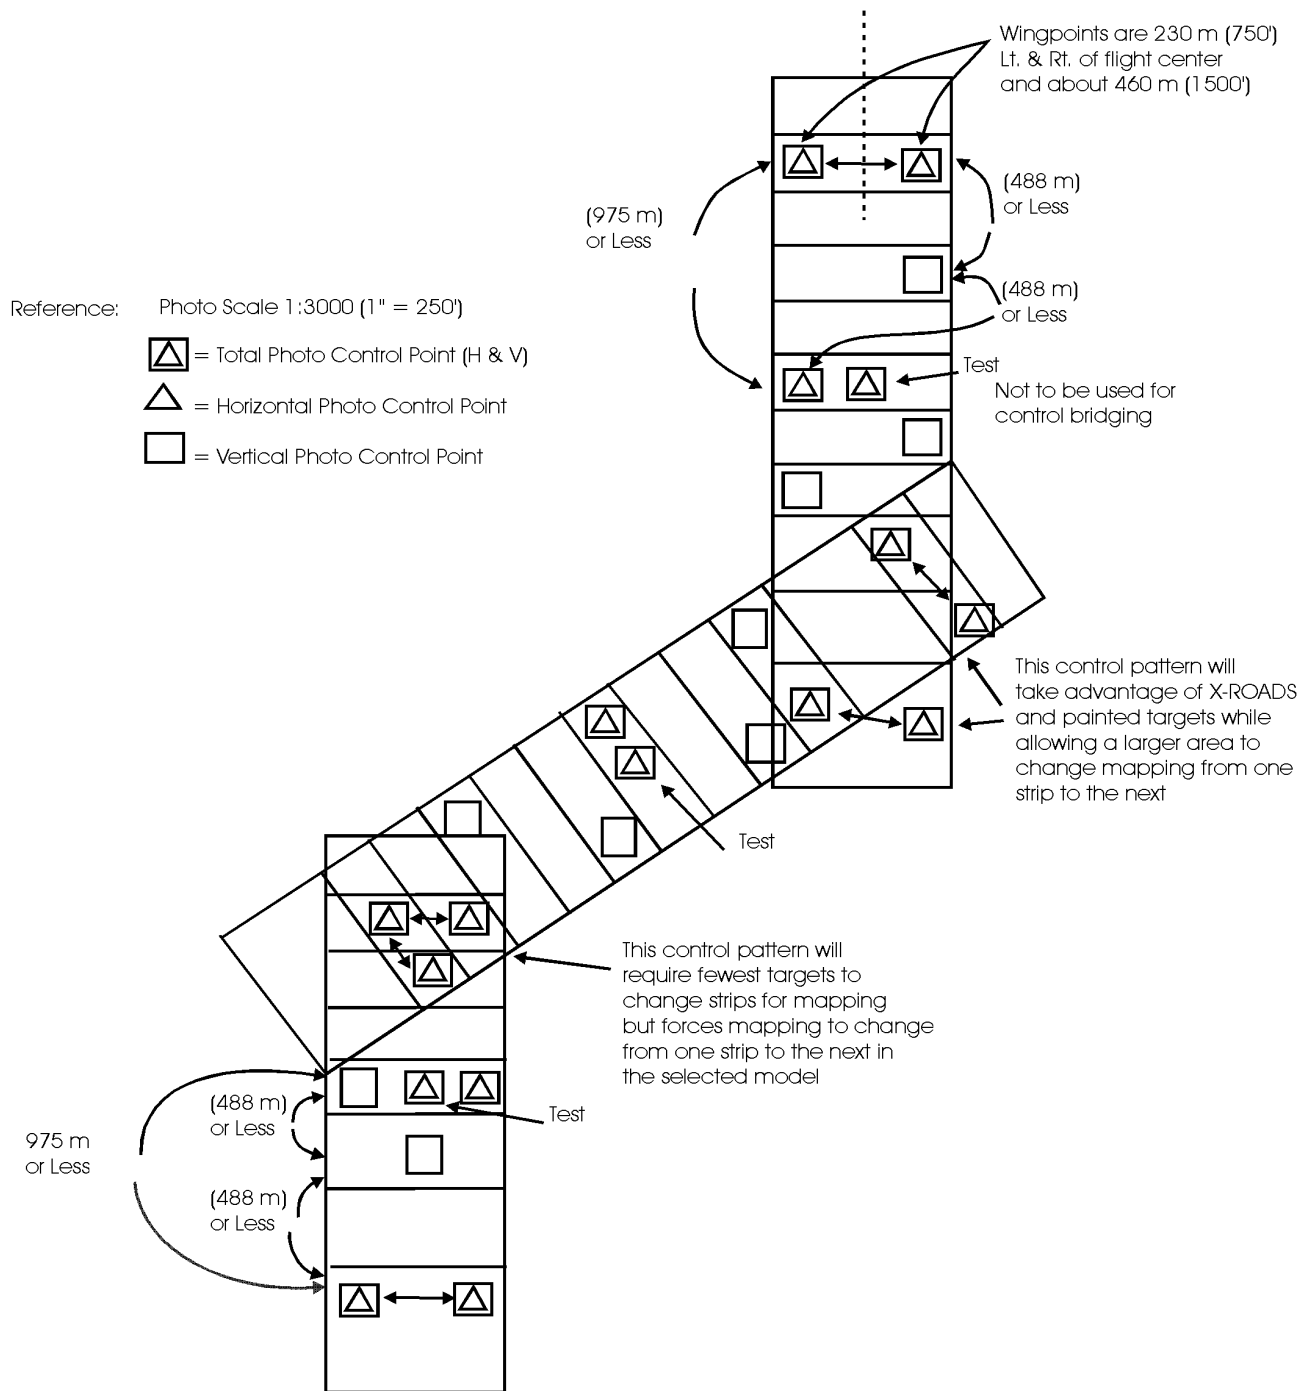 Wingpoints are 230 m (750')
Lt. & Rt. of flight center
and about 460 m (1500')
(488 m)
or Less
(975 m)
or Less
(488 m)
or Less
Reference: Photo Scale 1:3000 (1" = 250')
= Total Photo Control Point (H & V)
= Horizontal Photo Control Point
= Vertical Photo Control Point
Test
Not to be used for
control bridging
This control pattern will
take advantage of X-ROADS
and painted targets while
allowing a larger area to
change mapping from one
strip to the next
Test
This control pattern will
require fewest targets to
change strips for mapping
but forces mapping to change
from one strip to the next in
the selected model
(488 m)
or Less
Test
975 m
or Less
(488 m)
or Less